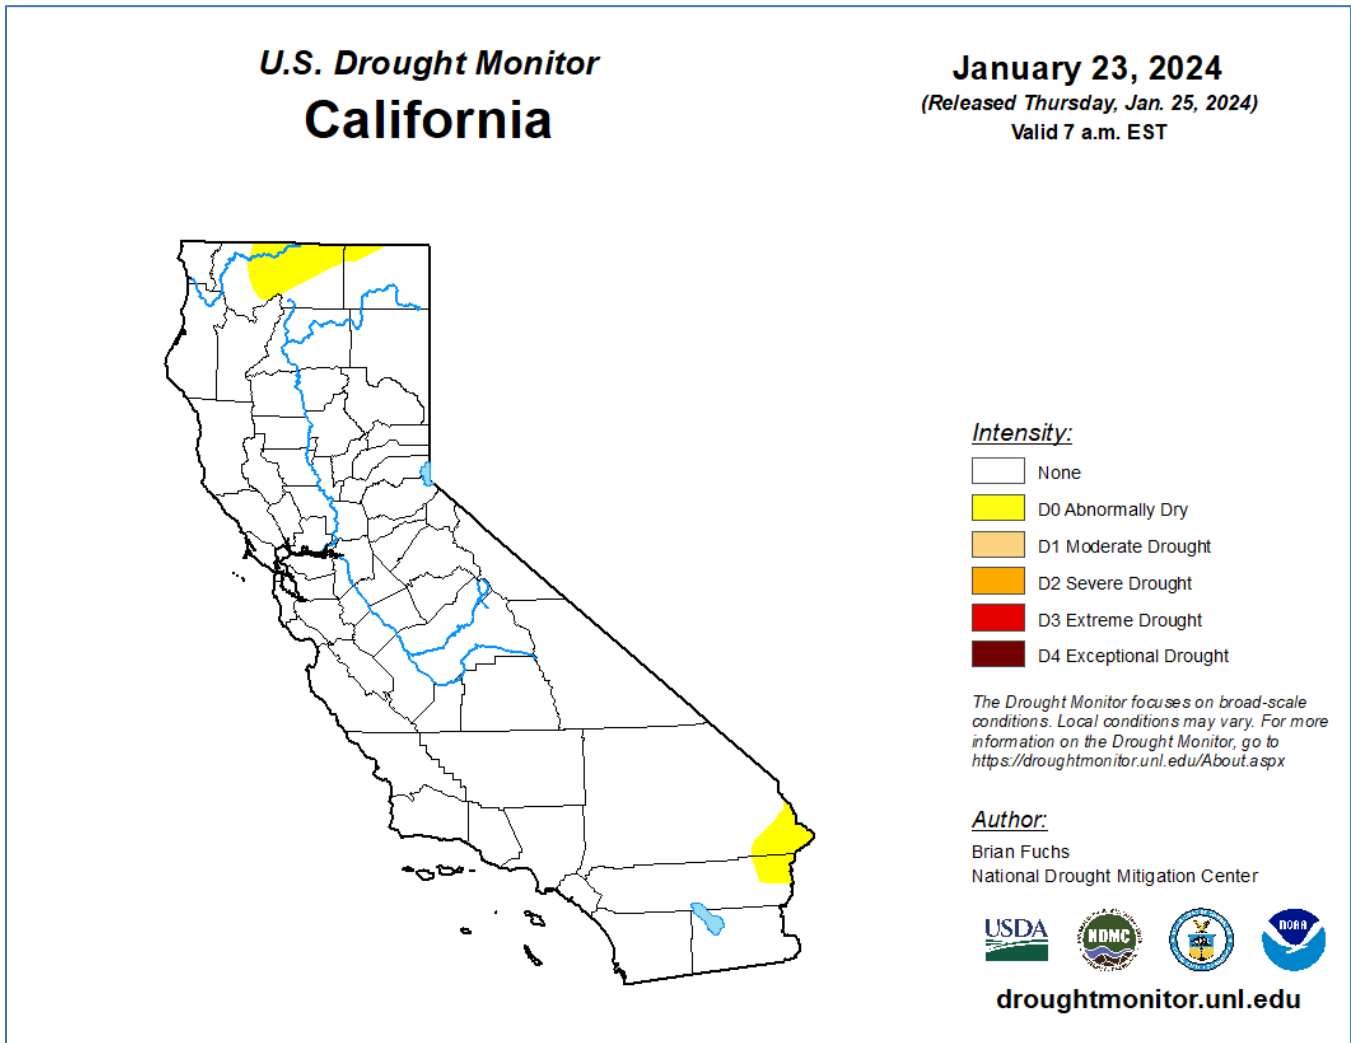 U.S. Drought Monitor
California
January 23, 2024
(Released Thursday, Jan. 25, 2024)
Valid 7 a.m. EST
Intensity:
None
D0 Abnormally Dry
D1 Moderate Drought
D2 Severe Drought
D3 Extreme Drought
D4 Exceptional Drought
The Drought Monitor focuses on broad-scale
conditions. Local conditions may vary. For more
information on the Drought Monitor, go to
https://droughtmonitor.unl.edu/About.aspx
Author:
Brian Fuchs
National Drought Mitigation Center
USDA
NDMC
NOAA
droughtmonitor.unl.edu